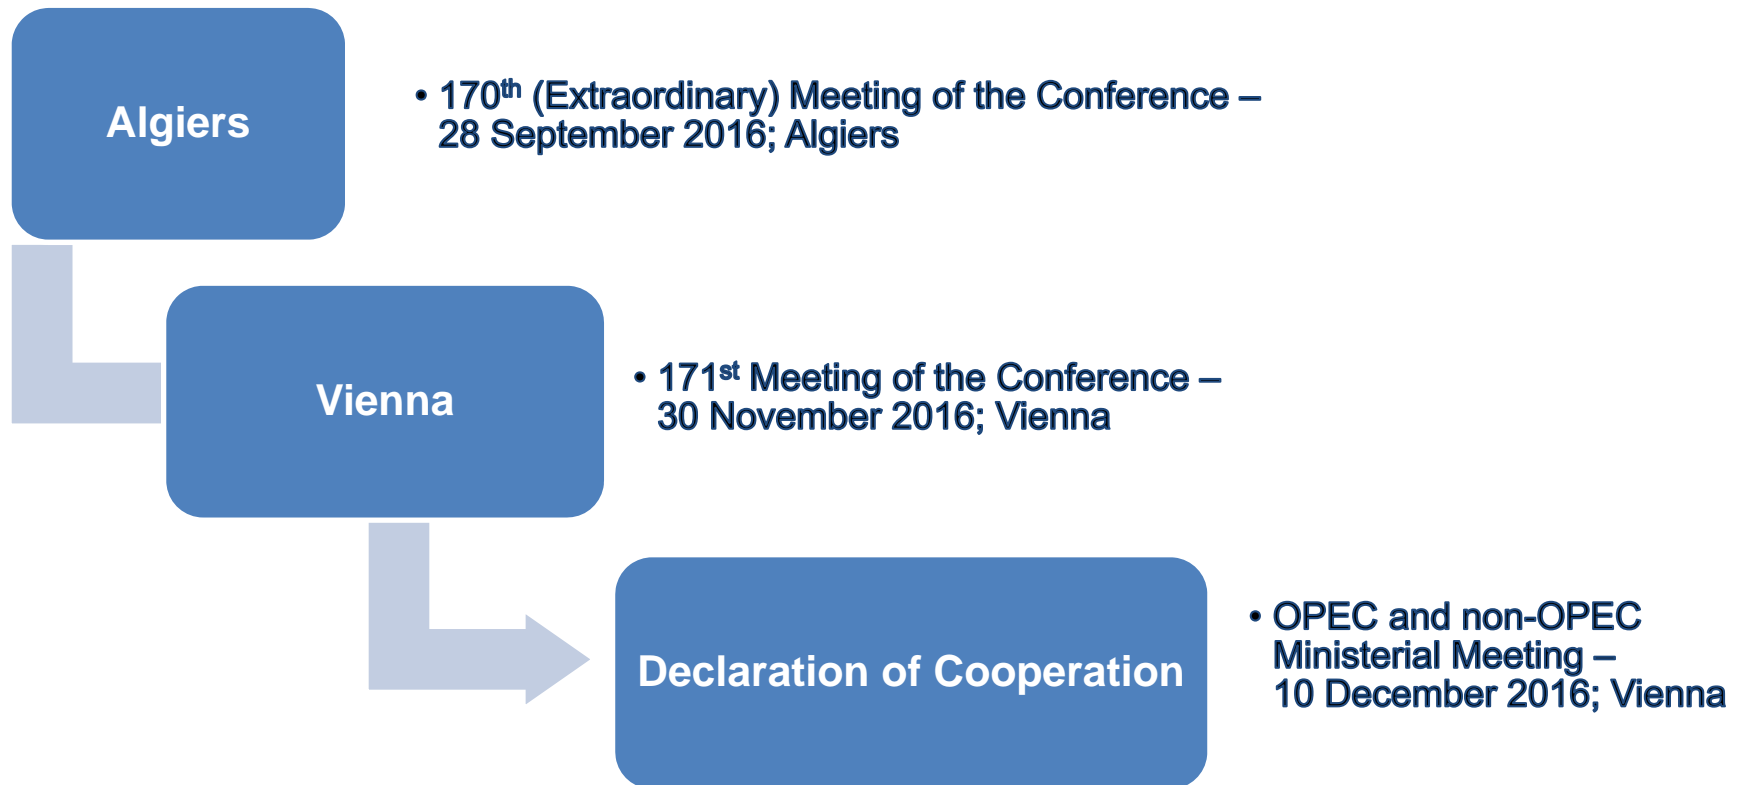 Algiers
• 170th (Extraordinary) Meeting of the Conference –
28 September 2016; Algiers
Vienna
• 171st Meeting of the Conference –
30 November 2016; Vienna
Declaration of Cooperation
• OPEC and non-OPEC
Ministerial Meeting –
10 December 2016; Vienna